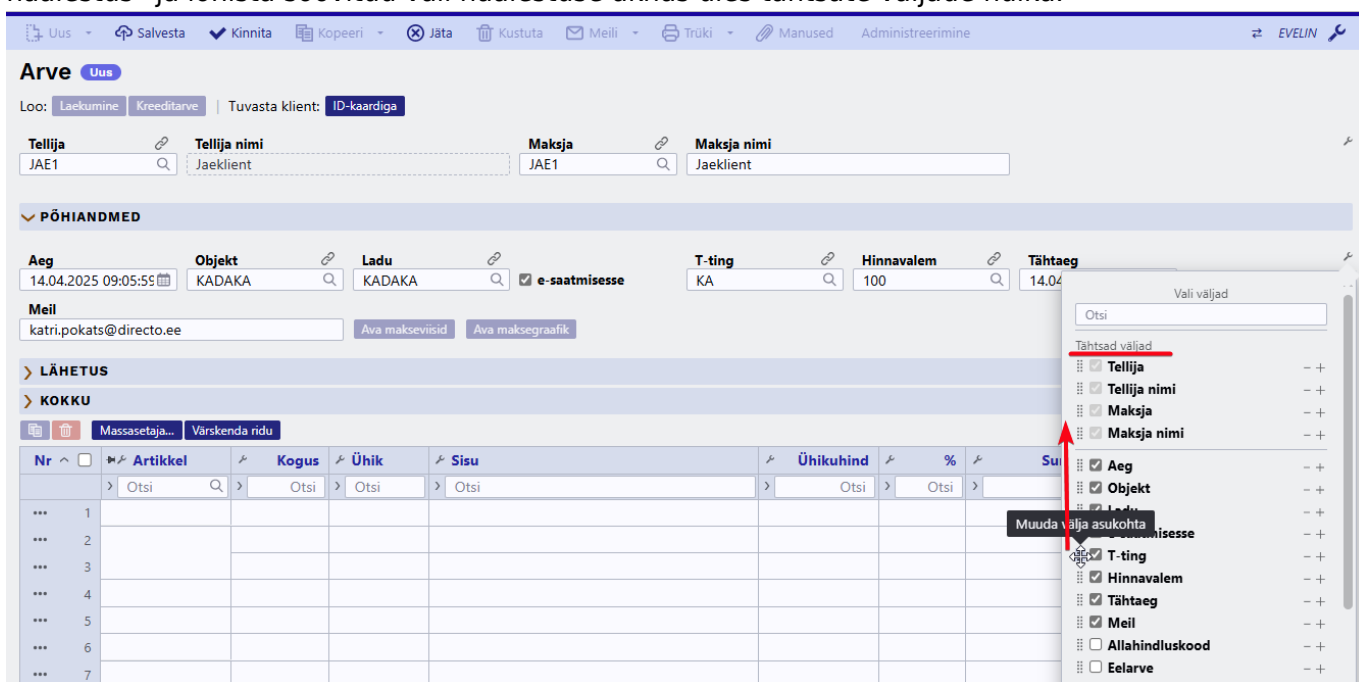 Uus Salvesta Kinnita Kopeeri Jäta Kustuta Meili Trüki Manused Administreerimine EVELIN
Arve Uus
Loo: Laekumine Kreeditarve | Tuvasta klient: ID-kaardiga
Tellija Tellija nimi Maksja Maksja nimi
JAE1 Jaeklient JAE1 Jaeklient
PÕHIANDMED
Aeg Objekt Ladu T-ting Hinnavalem Tähtaeg
14.04.2025 09:05:59 KADAKA KADAKA e-saatmisesse KA 100 14.04
Meil
katri.pokats@directo.ee Ava makseviisid Ava maksegraafik
LÄHETUS
KOKKU
Massasetaja... Värskenda ridu
Nr Artikkel Kogus Ühik Sisu Ühikuhind %
Otsi Otsi Otsi Otsi Otsi Otsi
1
2
3
4
5
6
7
Vali väljad
Otsi
Tähtsad väljad
Tellija
Tellija nimi
Maksja
Maksja nimi
Aeg
Objekt
Ladu
Muuda välja asukohta
T-ting
Hinnavalem
Tähtaeg
Meil
Allahindluskood
Eelarve